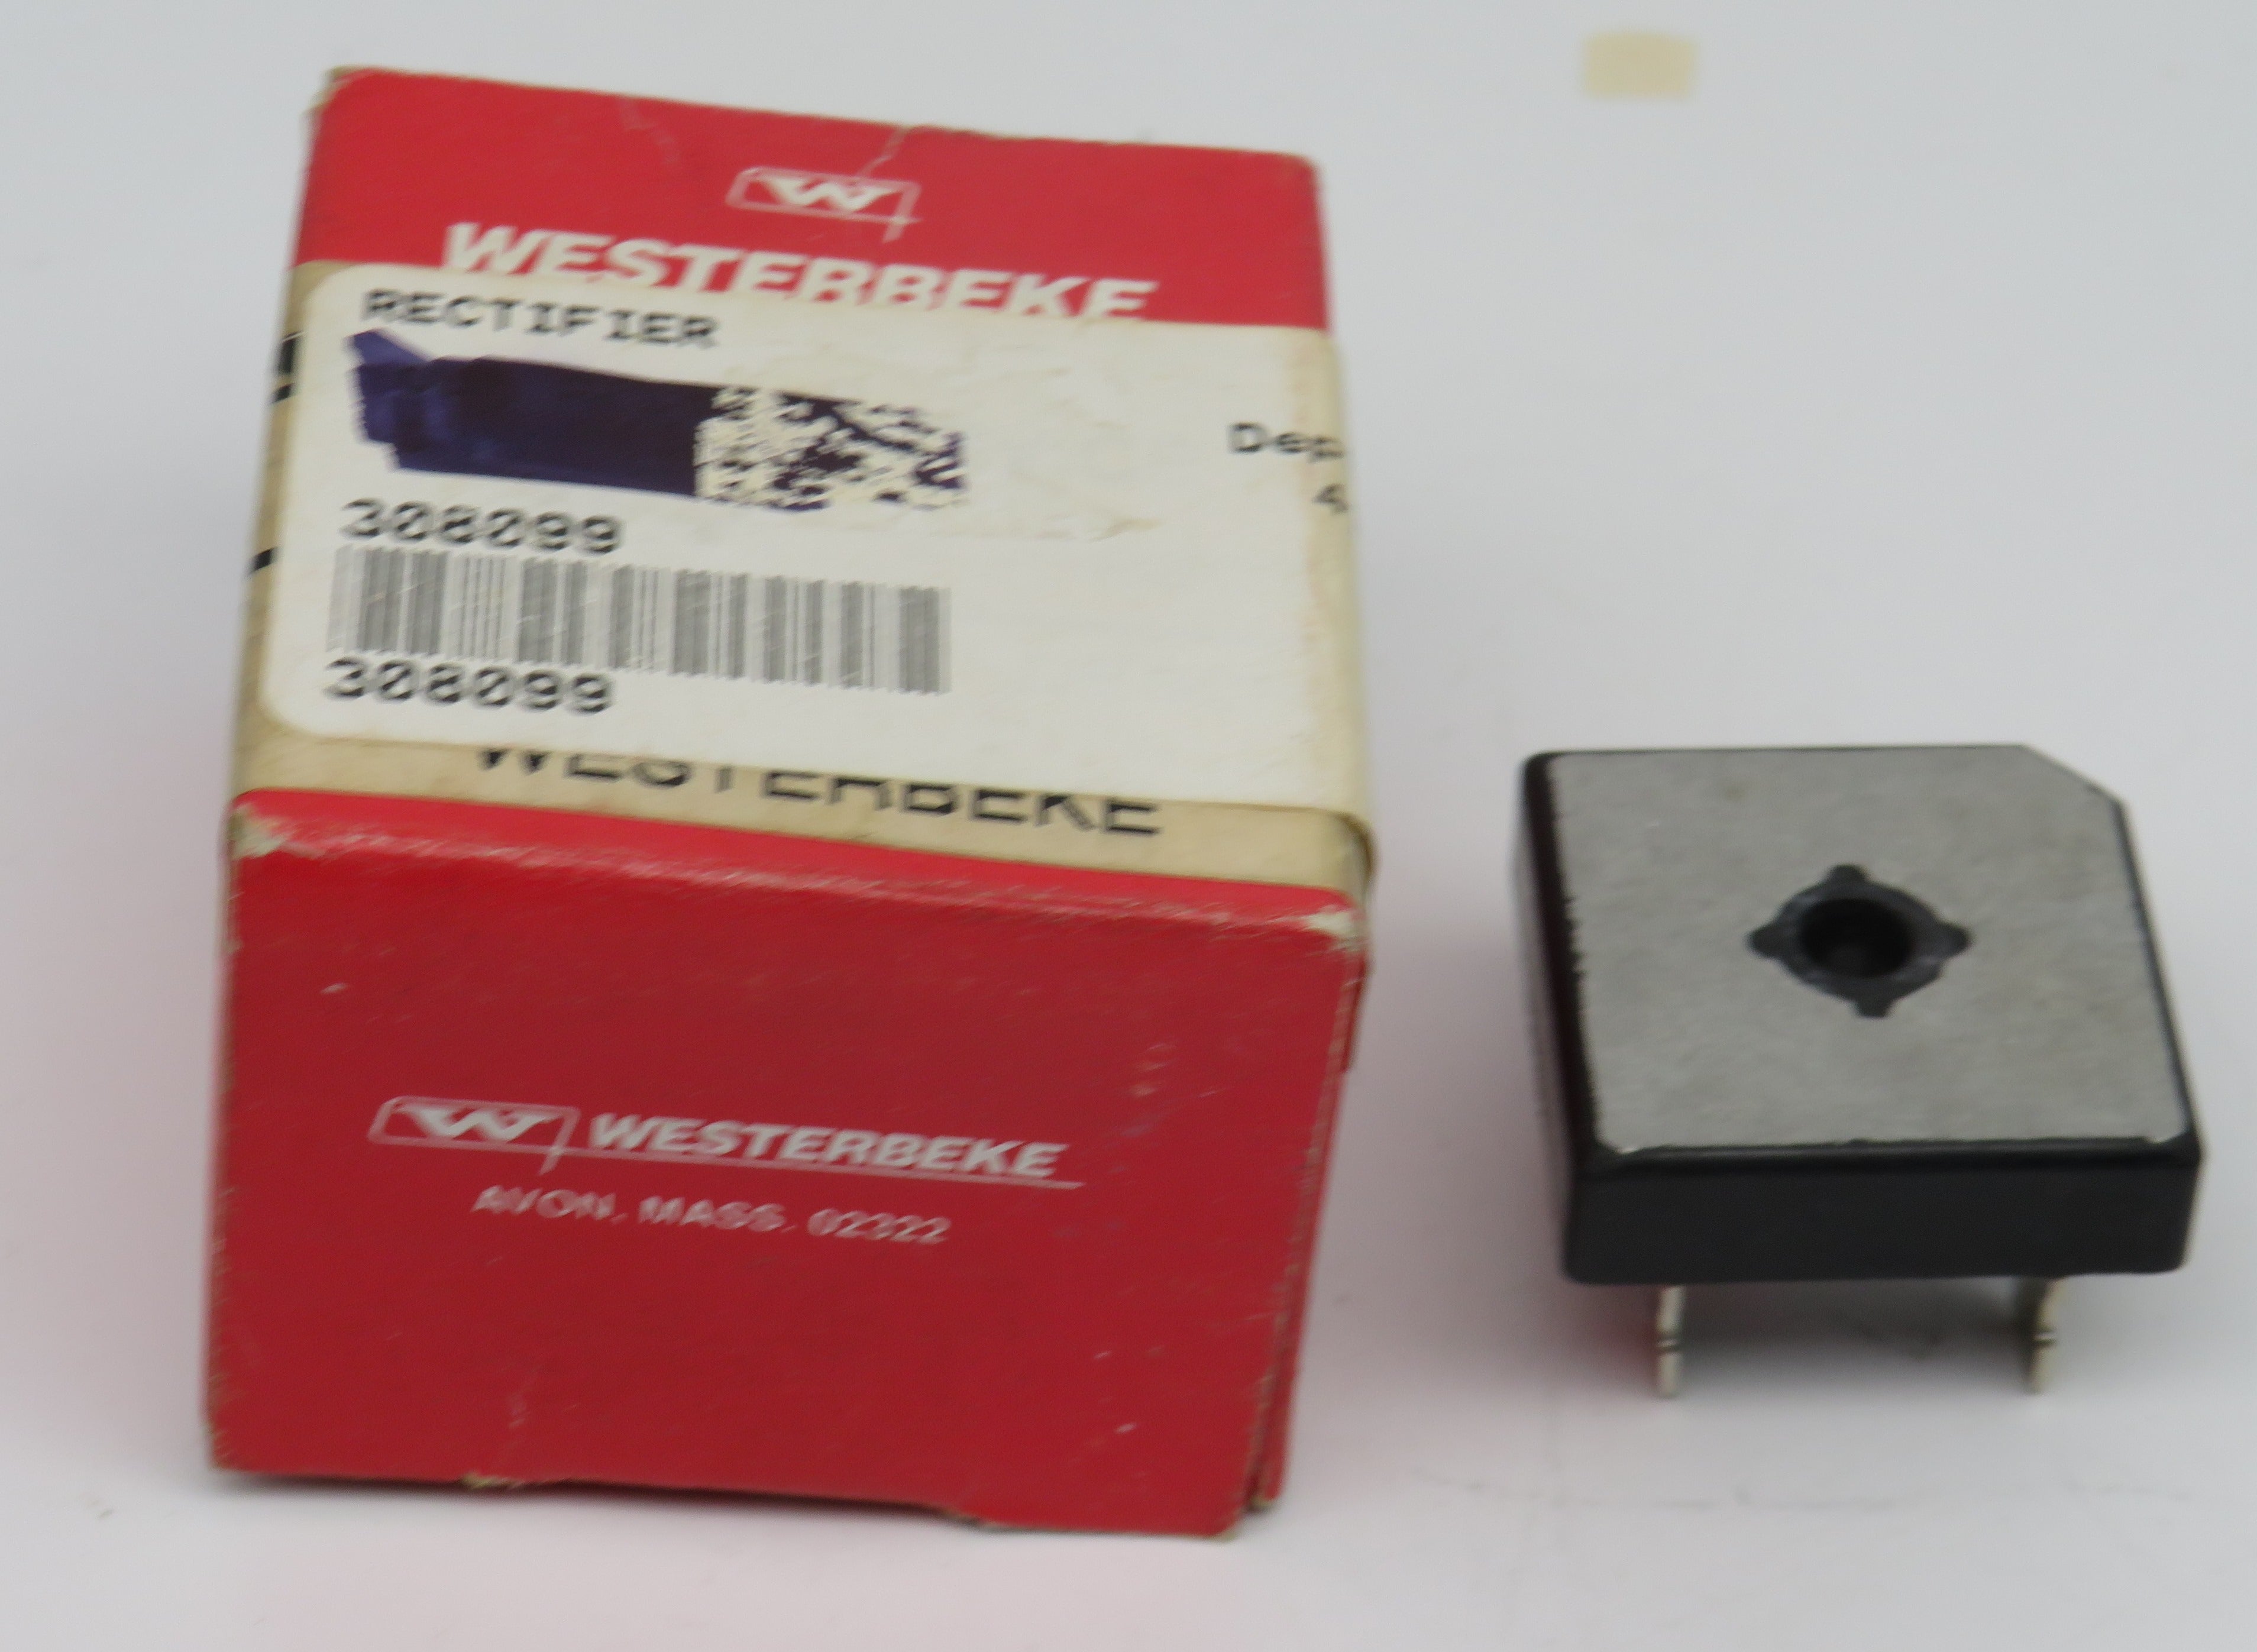 W
WESTERBEKE
RECTIFIER
308099
308099
WESTERBEKE
W WESTERBEKE
AVON, MASS. 02322